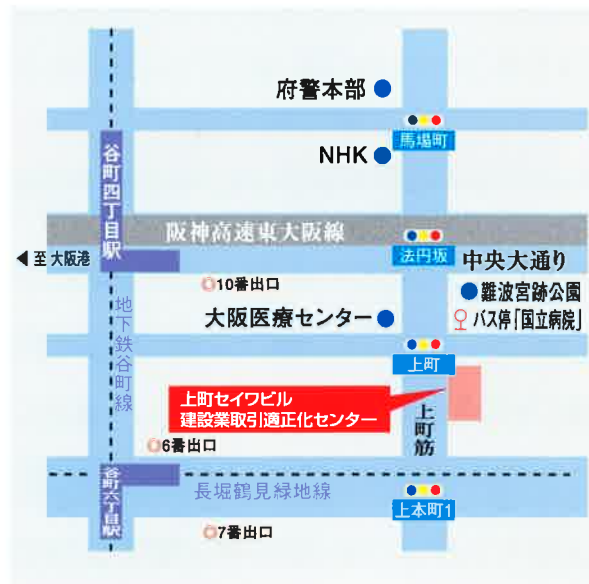 府警本部
馬場町
NHK
谷町四丁目駅
阪神高速東大阪線
法円坂
中央大通り
至 大阪港
10番出口
難波宮跡公園
大阪医療センター
バス停「国立病院」
地下鉄谷町線
上町
上町セイワビル
建設業取引適正化センター
上町筋
6番出口
谷町六丁目駅
長堀鶴見緑地線
上本町1
7番出口